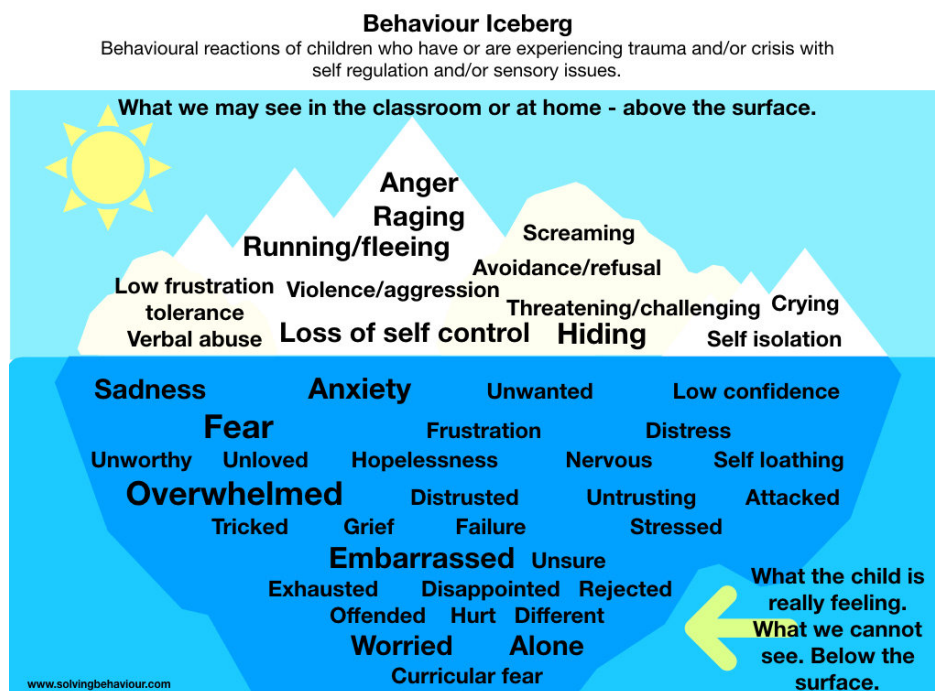 Behaviour Iceberg
Behavioural reactions of children who have or are experiencing trauma and/or crisis with
self regulation and/or sensory issues.
What we may see in the classroom or at home - above the surface.
Anger
Raging
Running/fleeing
Screaming
Avoidance/refusal
Low frustration
tolerance
Verbal abuse
Violence/aggression
Threatening/challenging
Crying
Loss of self control
Hiding
Self isolation
Sadness Anxiety Unwanted Low confidence
Fear Frustration Distress
Unworthy Unloved Hopelessness Nervous Self loathing
Overwhelmed Distrusted Untrusting Attacked
Tricked Grief Failure Stressed
Embarrassed Unsure
Exhausted Disappointed Rejected
Offended Hurt Different
Worried Alone
Curricular fear
What the child is
really feeling.
What we cannot
see. Below the
surface.
www.solvingbehaviour.com